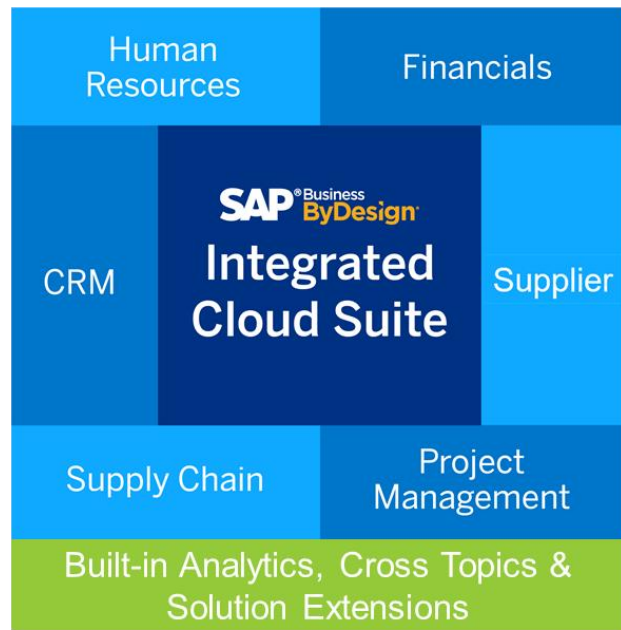 Human
Resources
Financials
SAP® Business
ByDesign
Integrated
Cloud Suite
CRM
Supplier
Supply Chain
Project
Management
Built-in Analytics, Cross Topics &
Solution Extensions